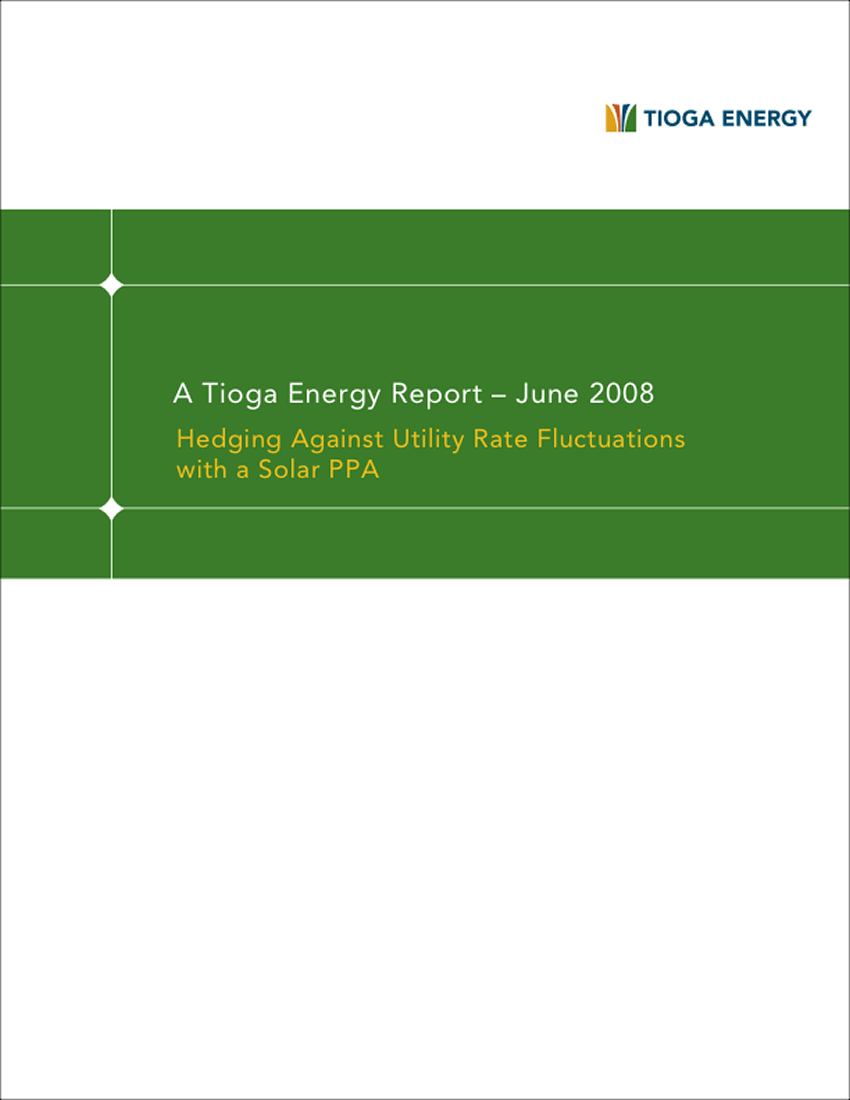 TIOGA ENERGY
A Tioga Energy Report – June 2008
Hedging Against Utility Rate Fluctuations
with a Solar PPA